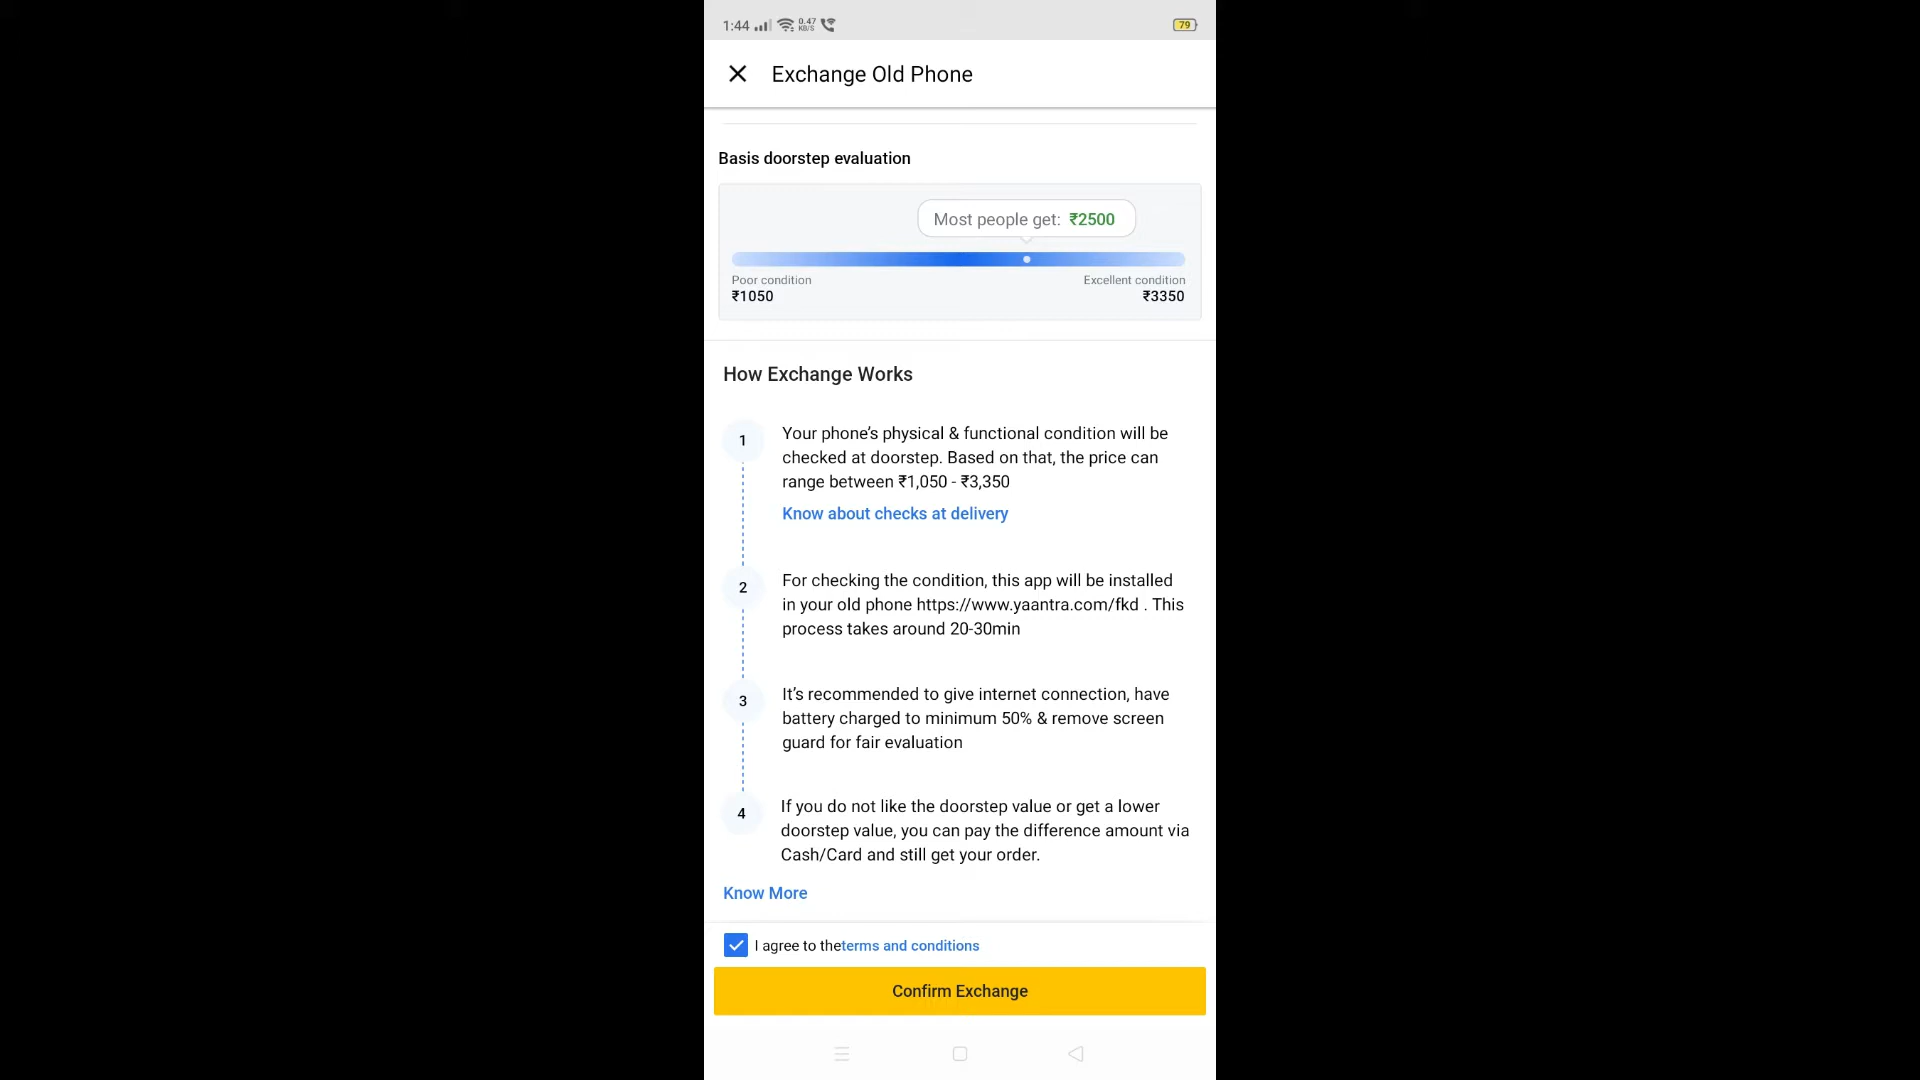 1:44 0.47 KB/S 79
Exchange Old Phone
Basis doorstep evaluation
Most people get: ₹2500
Poor condition Excellent condition
₹1050 ₹3350
How Exchange Works
1 Your phone’s physical & functional condition will be
checked at doorstep. Based on that, the price can
range between ₹1,050 - ₹3,350
Know about checks at delivery
2 For checking the condition, this app will be installed
in your old phone https://www.yaantra.com/fkd . This
process takes around 20-30min
3 It’s recommended to give internet connection, have
battery charged to minimum 50% & remove screen
guard for fair evaluation
4 If you do not like the doorstep value or get a lower
doorstep value, you can pay the difference amount via
Cash/Card and still get your order.
Know More
I agree to theterms and conditions
Confirm Exchange